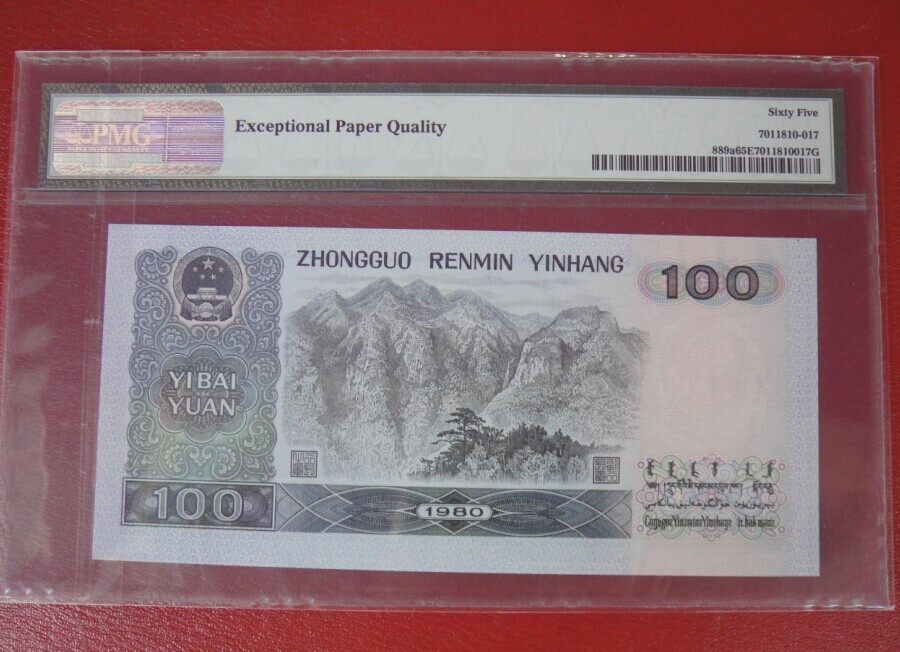 PMG
Exceptional Paper Quality
Sixty Five
7011810-017
889a65E7011810017G
ZHONGGUO RENMIN YINHANG
100
YIBAI
YUAN
100
1980